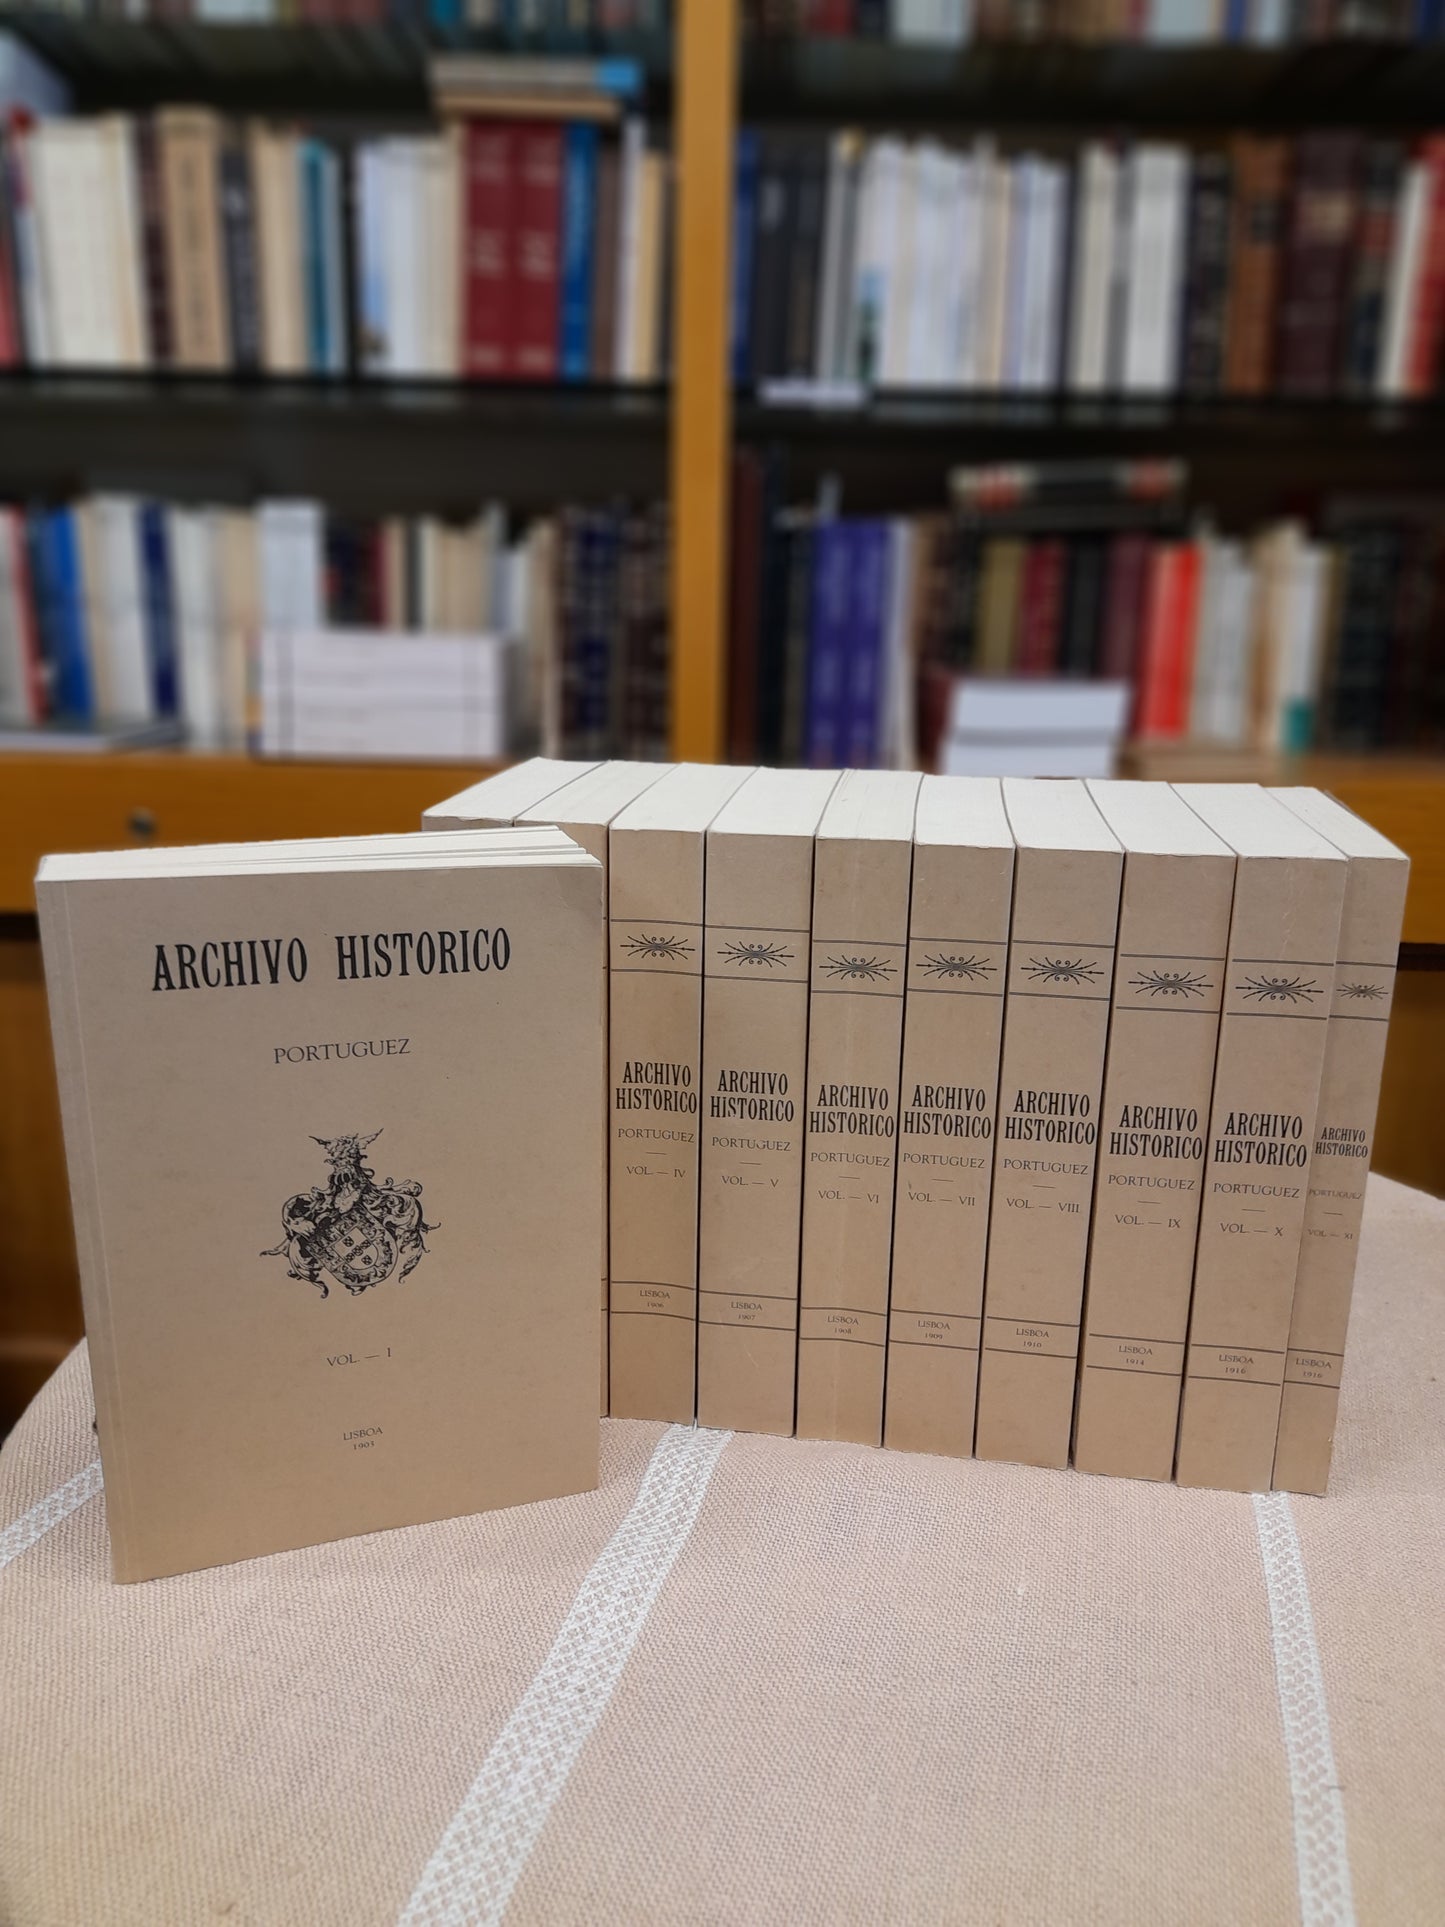 ARCHIVO HISTORICO
PORTUGUEZ
VOL. — I
LISBOA
1903
ARCHIVO
HISTORICO
PORTUGUEZ
VOL. — IV
LISBOA
1906
ARCHIVO
HISTORICO
PORTUGUEZ
VOL. — V
LISBOA
1907
ARCHIVO
HISTORICO
PORTUGUEZ
VOL. — VI
LISBOA
1908
ARCHIVO
HISTORICO
PORTUGUEZ
VOL. — VII
LISBOA
1909
ARCHIVO
HISTORICO
PORTUGUEZ
VOL. — VIII
LISBOA
1910
ARCHIVO
HISTORICO
PORTUGUEZ
VOL. — IX
LISBOA
1914
ARCHIVO
HISTORICO
PORTUGUEZ
VOL. — X
LISBOA
1916
ARCHIVO
HISTORICO
PORTUGUEZ
VOL — XI
LISBOA
1916